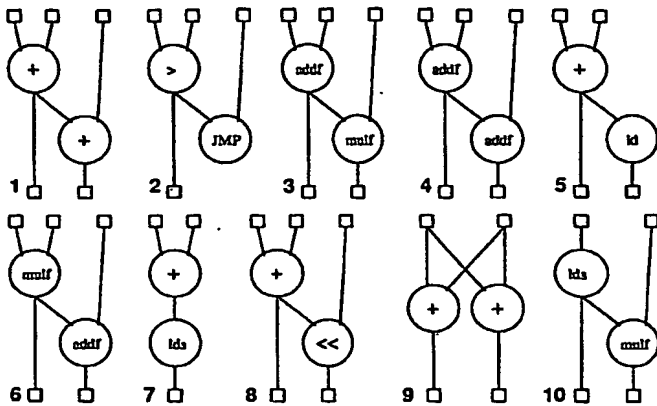 + > addf addf +
+ JMP mulf addf ld
1 2 3 4 5
mulf + + lds
lds + +
addf << mulf
6 7 8 9 10